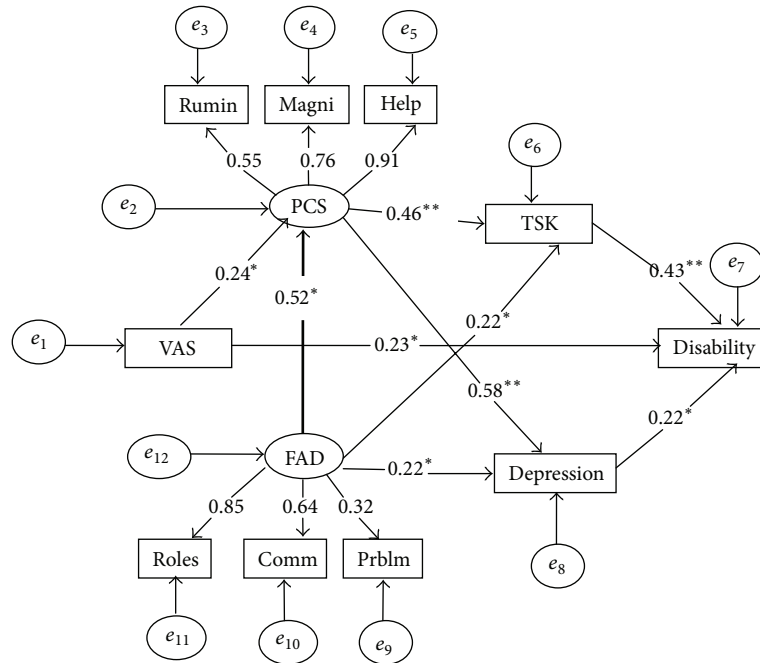 e₃
e₄
e₅
Rumin
Magni
Help
e₆
0.55
0.76
0.91
e₂
PCS
0.46**
TSK
e₇
0.24*
0.52*
0.43**
0.22*
e₁
VAS
0.23*
Disability
0.58**
0.22*
e₁₂
FAD
0.22*
Depression
0.85
0.64
0.32
Roles
Comm
Prblm
e₈
e₁₁
e₁₀
e₉